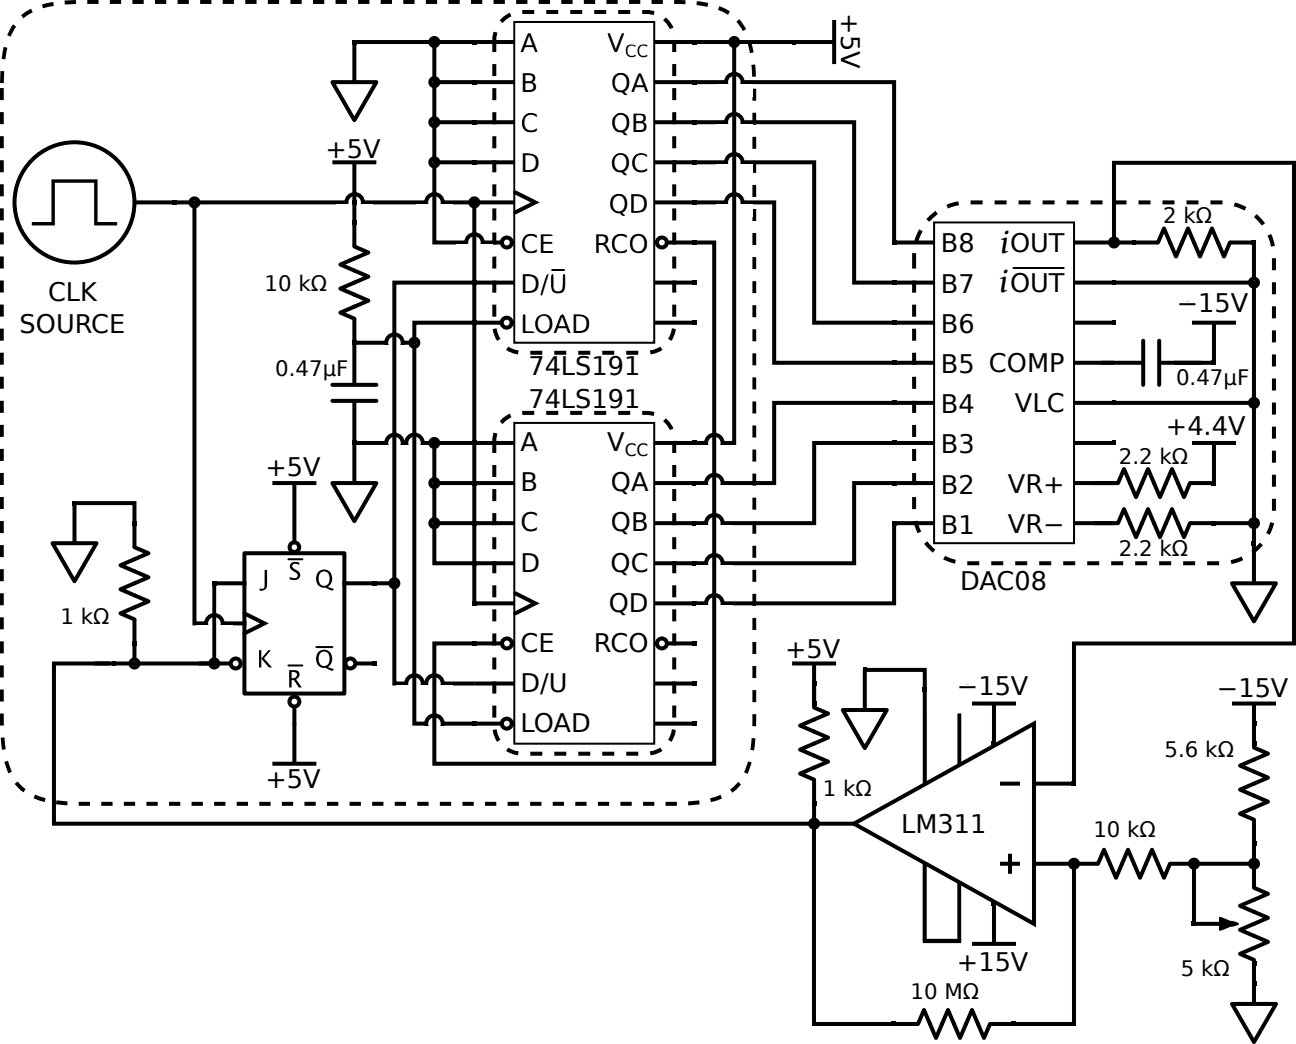 A
B
C
D
CE
D/U̅
LOAD
VCC
QA
QB
QC
QD
RCO
74LS191
+5V
+5V
10 kΩ
0.47µF
CLK
SOURCE
74LS191
A
B
C
D
CE
D/U
LOAD
VCC
QA
QB
QC
QD
RCO
+5V
J
S̅
Q
K
R̅
Q̅
+5V
1 kΩ
B8
B7
B6
B5
B4
B3
B2
B1
iOUT
i͞O͞U͞T
COMP
VLC
VR+
VR−
2 kΩ
−15V
0.47µF
+4.4V
2.2 kΩ
2.2 kΩ
DAC08
+5V
1 kΩ
−15V
−
LM311
+
+15V
10 MΩ
10 kΩ
−15V
5.6 kΩ
5 kΩ